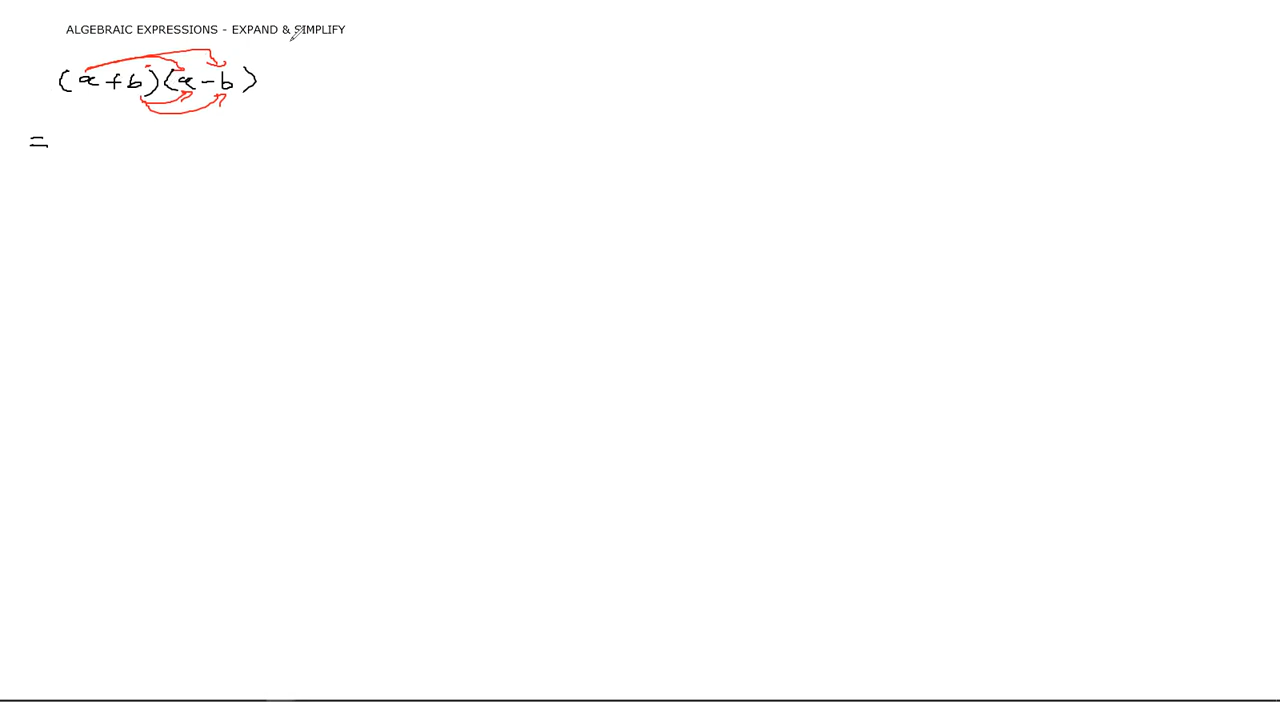 ALGEBRAIC EXPRESSIONS - EXPAND & SIMPLIFY
(a+b)(a-b)
=